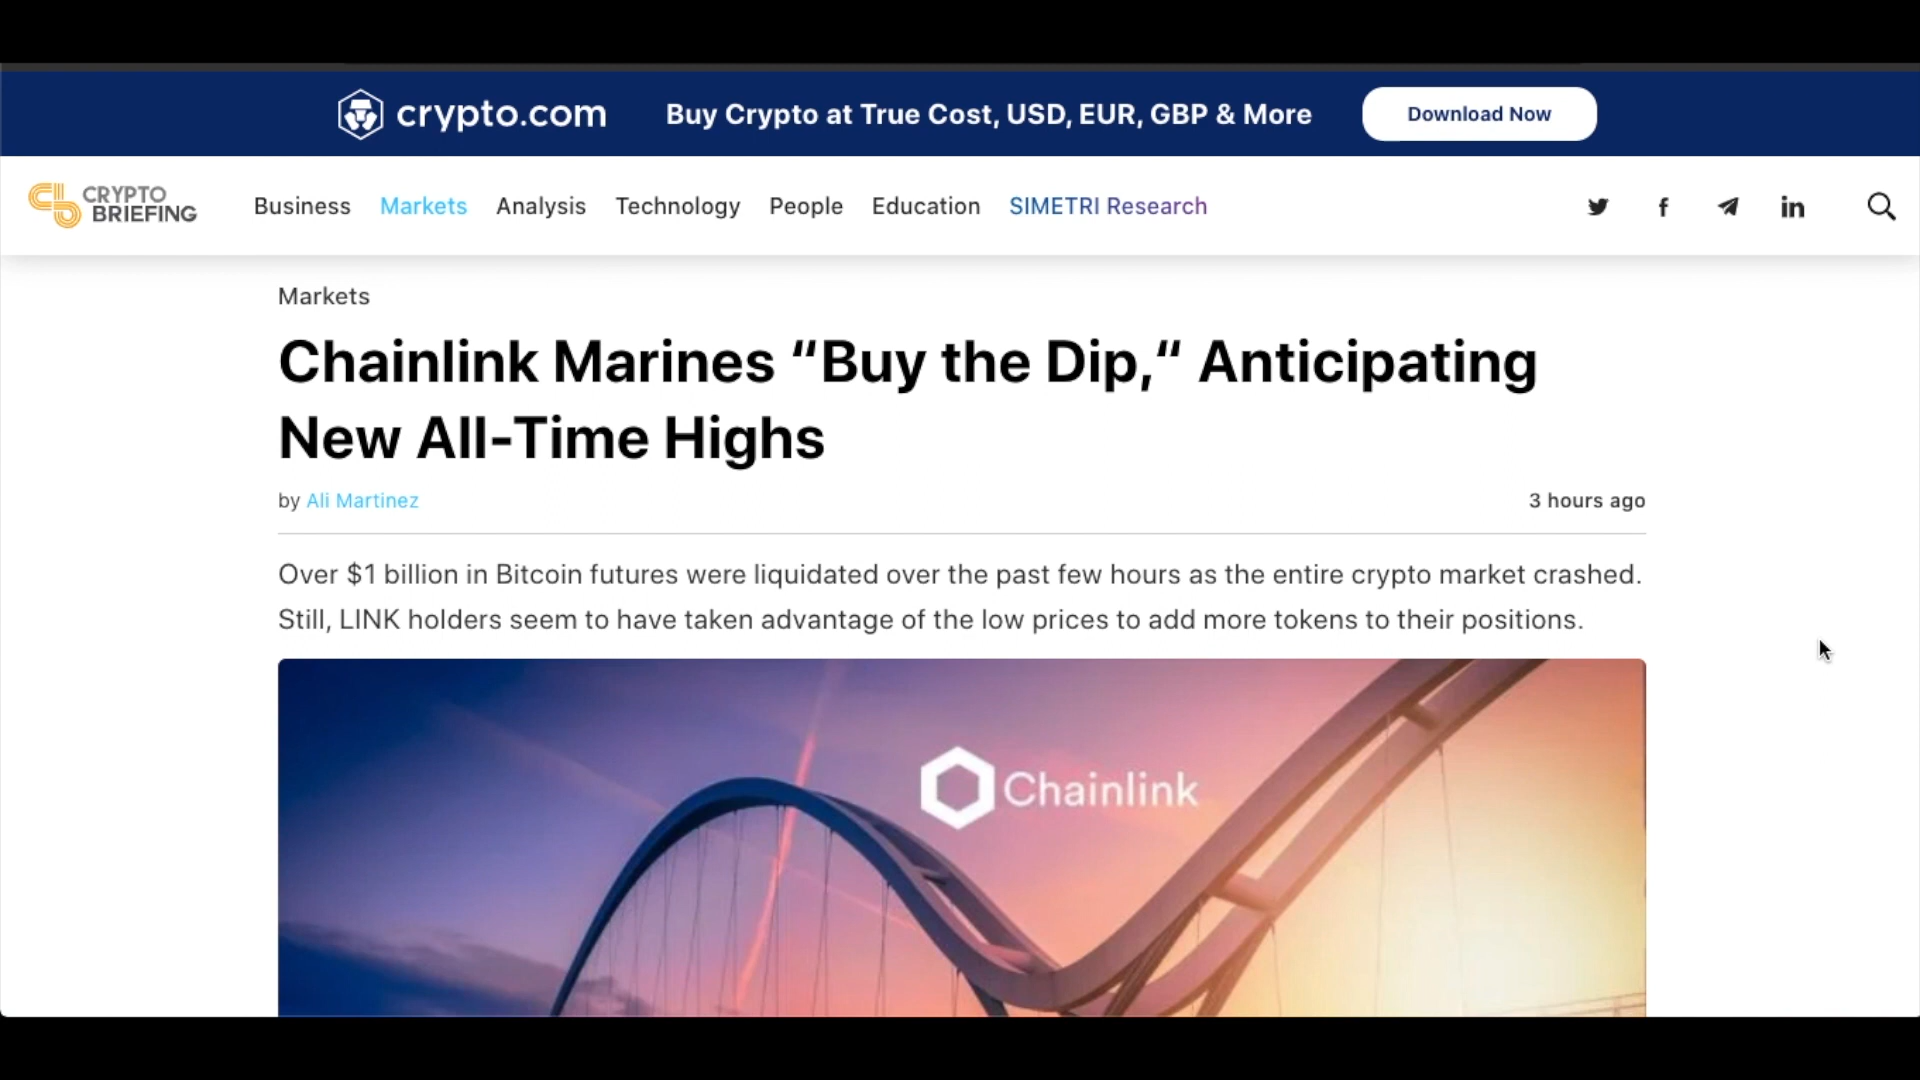 crypto.com Buy Crypto at True Cost, USD, EUR, GBP & More Download Now
CRYPTO
BRIEFING
Business Markets Analysis Technology People Education SIMETRI Research
Markets
Chainlink Marines “Buy the Dip,“ Anticipating
New All-Time Highs
by Ali Martinez 3 hours ago
Over $1 billion in Bitcoin futures were liquidated over the past few hours as the entire crypto market crashed.
Still, LINK holders seem to have taken advantage of the low prices to add more tokens to their positions.
Chainlink